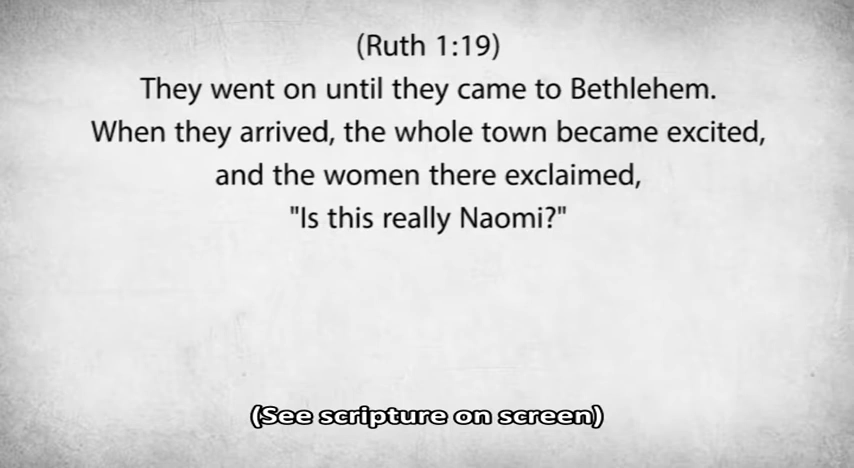 (Ruth 1:19)
They went on until they came to Bethlehem.
When they arrived, the whole town became excited,
and the women there exclaimed,
"Is this really Naomi?"
(See scripture on screen)